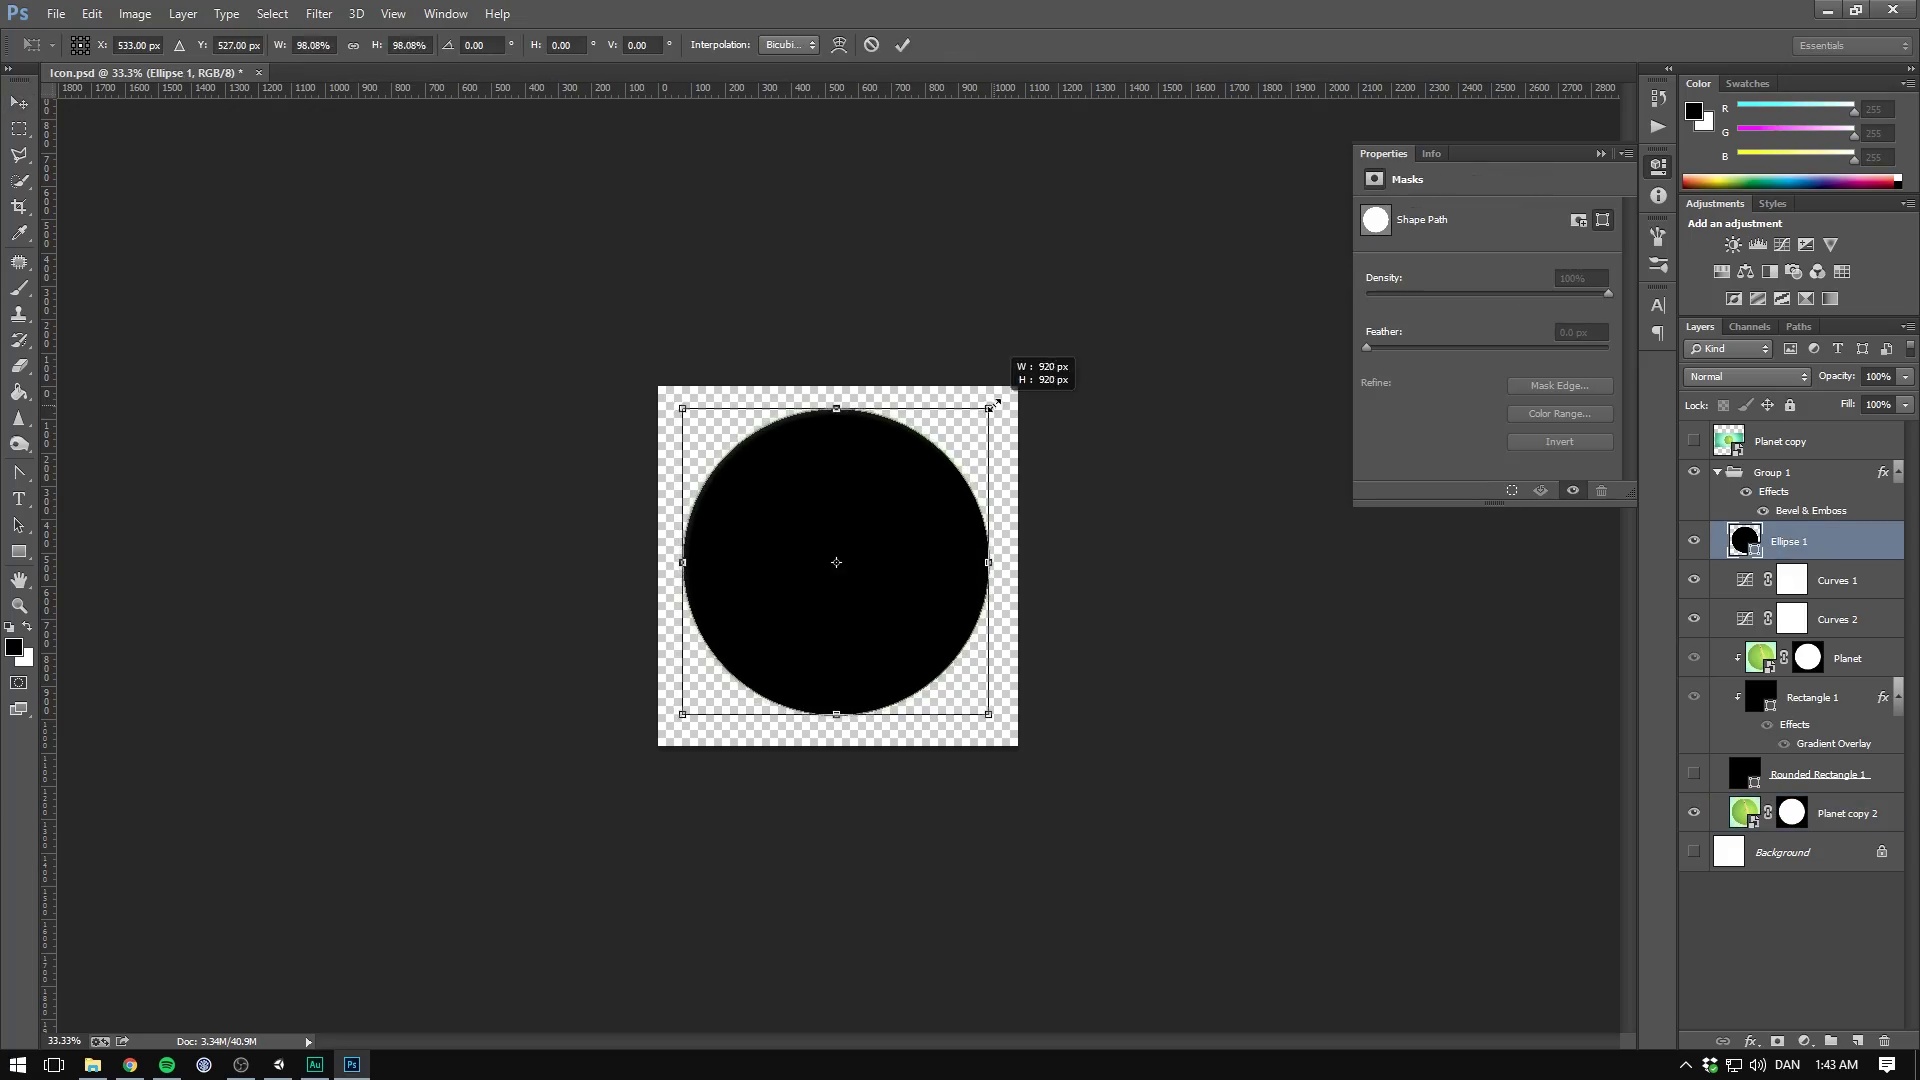 Ps File Edit Image Layer Type Select Filter 3D View Window Help
X: 533.00 px Y: 527.00 px W: 98.08% H: 98.08% 0.00 ° H: 0.00 ° V: 0.00 ° Interpolation: Bicubi... Essentials
Icon.psd @ 33.3% (Ellipse 1, RGB/8) * ×
1800 1700 1600 1500 1400 1300 1200 1100 1000 900 800 700 600 500 400 300 200 100 0 100 200 300 400 500 600 700 800 900 1000 1100 1200 1300 1400 1500 1600 1700 1800 1900 2000 2100 2200 2300 2400 2500 2600 2700 2800
Color Swatches
R 255
G 255
B 255
Properties Info
Masks
Shape Path
Density: 100%
Feather: 0.0 px
Refine: Mask Edge...
Color Range...
Invert
W : 920 px
H : 920 px
Adjustments Styles
Add an adjustment
Layers Channels Paths
Kind
Normal Opacity: 100%
Lock: Fill: 100%
Planet copy
Group 1 fx
Effects
Bevel & Emboss
Ellipse 1
Curves 1
Curves 2
Planet
Rectangle 1 fx
Effects
Gradient Overlay
Rounded Rectangle 1
Planet copy 2
Background
33.33% Doc: 3.34M/40.9M
Au Ps DAN 1:43 AM